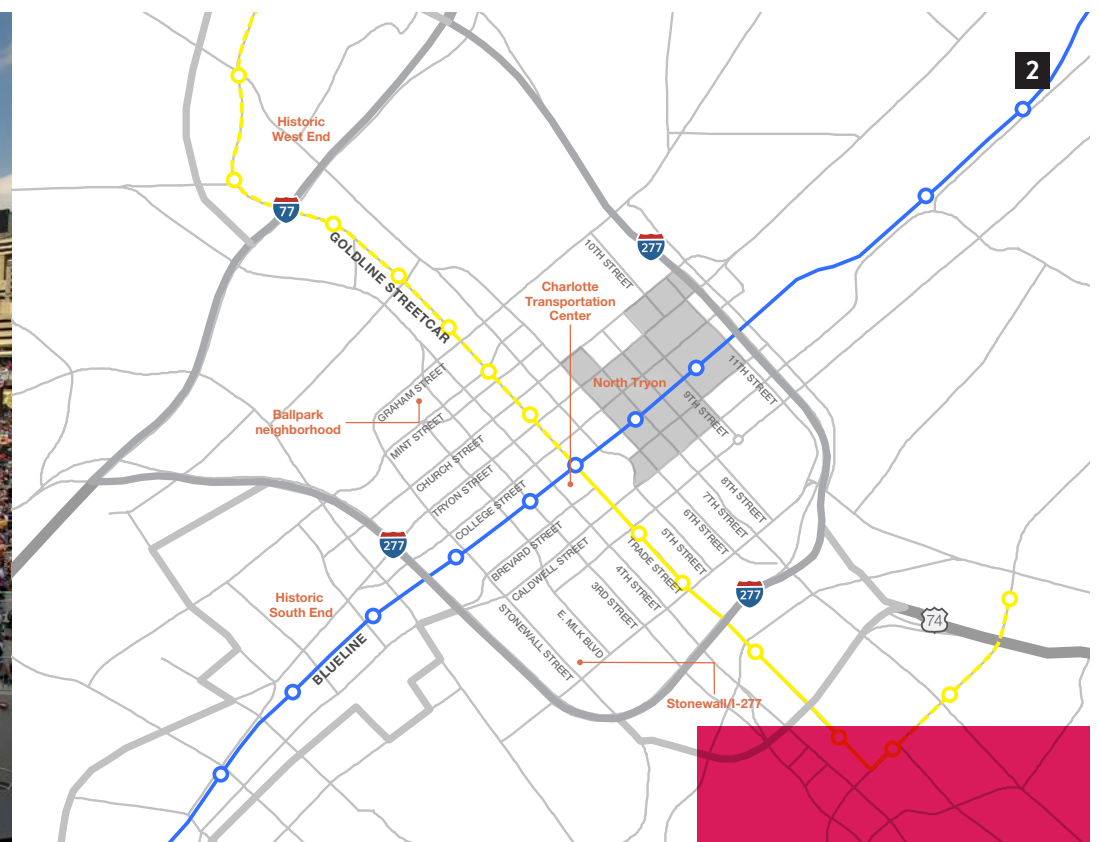 2
Historic
West End
77
GOLDLINE STREETCAR
277
10TH STREET
Charlotte
Transportation
Center
11TH STREET
North Tryon
9TH STREET
GRAHAM STREET
Ballpark
neighborhood
MINT STREET
CHURCH STREET
TRYON STREET
COLLEGE STREET
8TH STREET
7TH STREET
6TH STREET
5TH STREET
TRADE STREET
4TH STREET
3RD STREET
E. MLK BLVD
STONEWALL STREET
BREVARD STREET
CALDWELL STREET
277
277
74
Historic
South End
BLUELINE
Stonewall/I-277